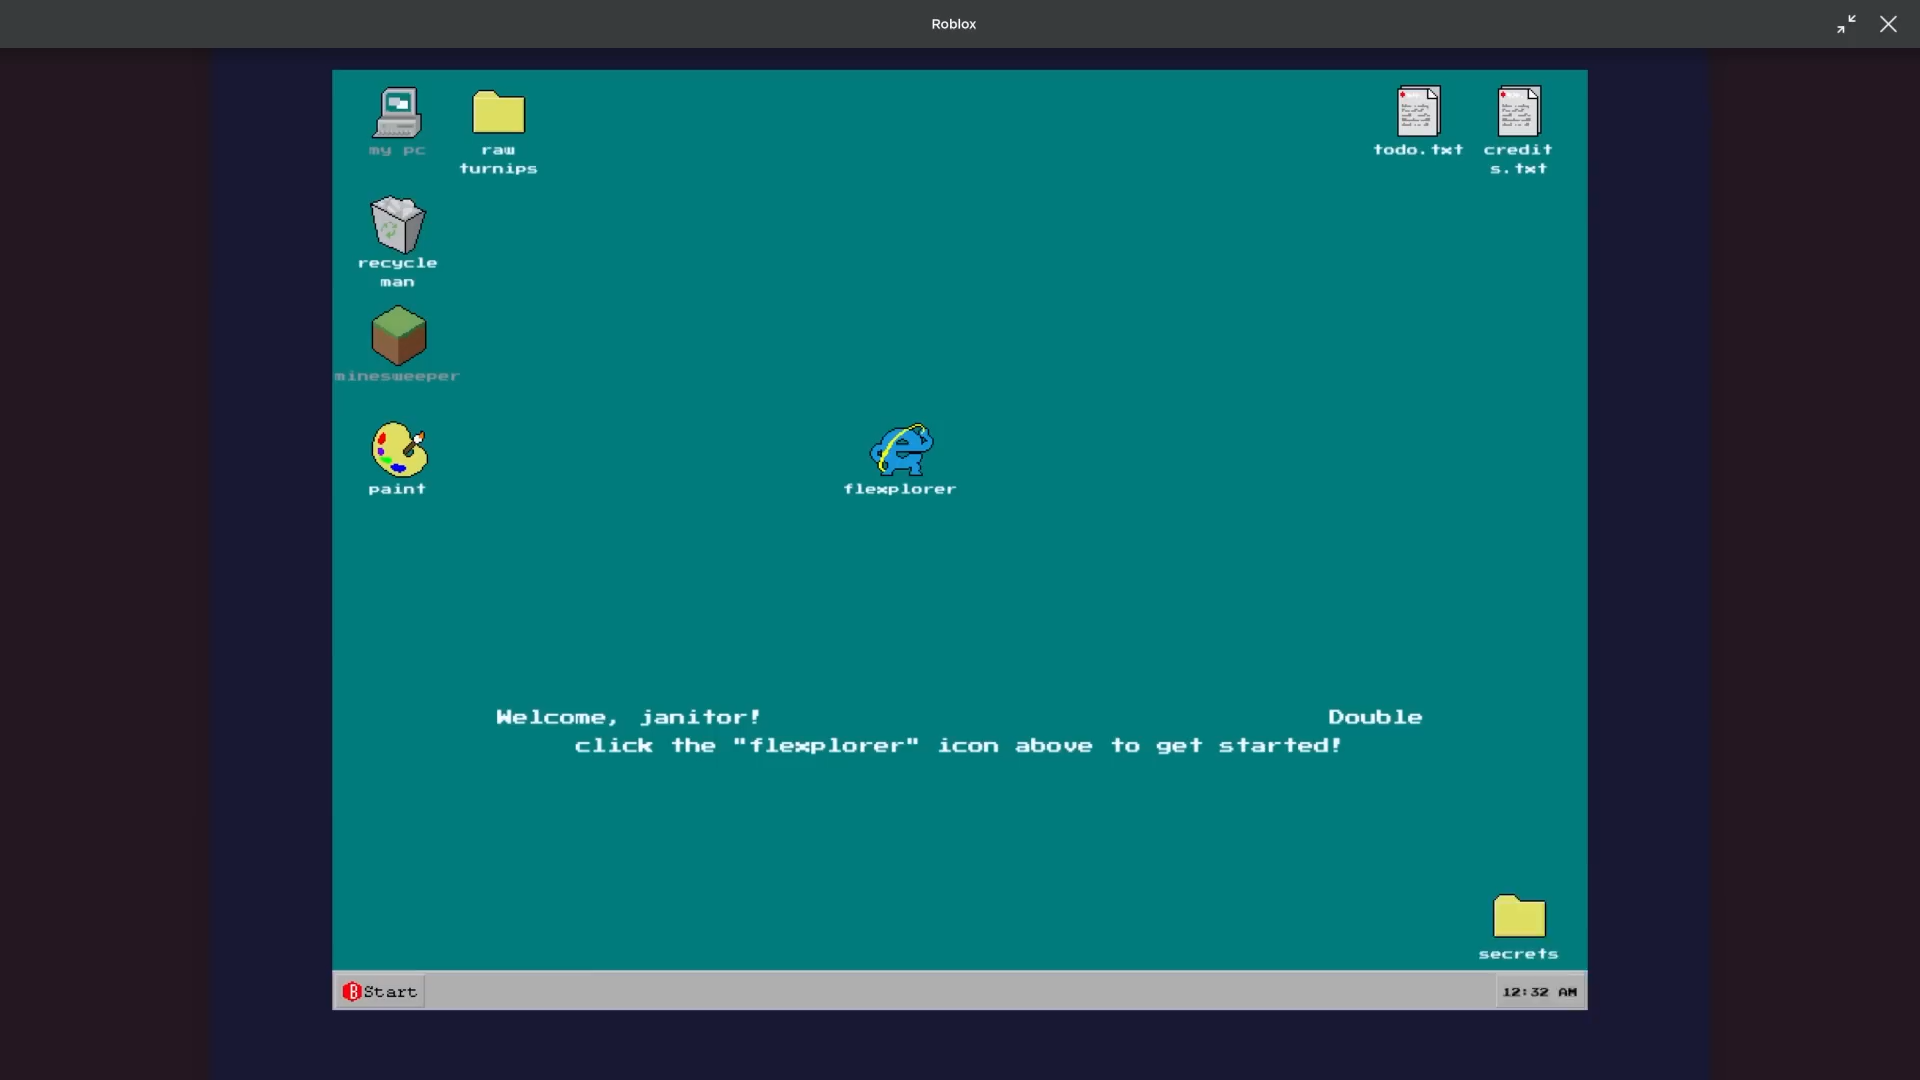 Roblox
my pc
raw
turnips
todo.txt
credit
s.txt
recycle
man
minesweeper
paint
flexplorer
Welcome, janitor! Double
click the "flexplorer" icon above to get started!
secrets
Start
12:32 AM